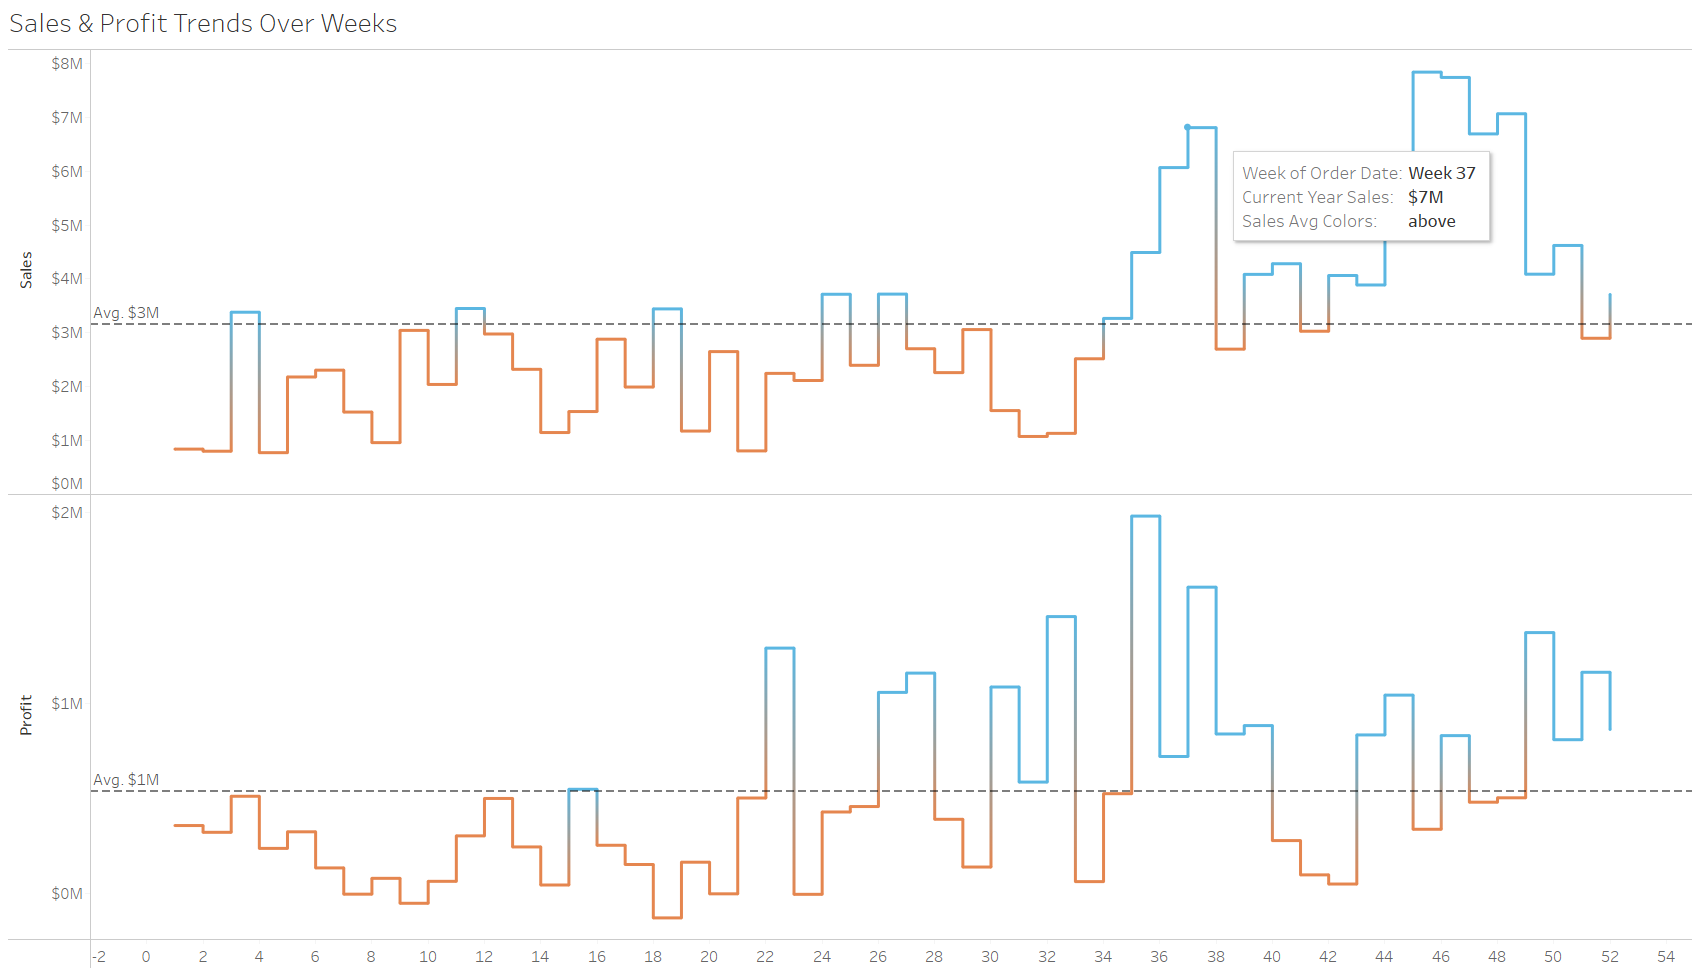 Sales & Profit Trends Over Weeks
$8M
$7M
$6M
$5M
$4M
$3M
$2M
$1M
$0M
Sales
Avg. $3M
Week of Order Date: Week 37
Current Year Sales: $7M
Sales Avg Colors: above
$2M
$1M
$0M
Profit
Avg. $1M
-2 0 2 4 6 8 10 12 14 16 18 20 22 24 26 28 30 32 34 36 38 40 42 44 46 48 50 52 54